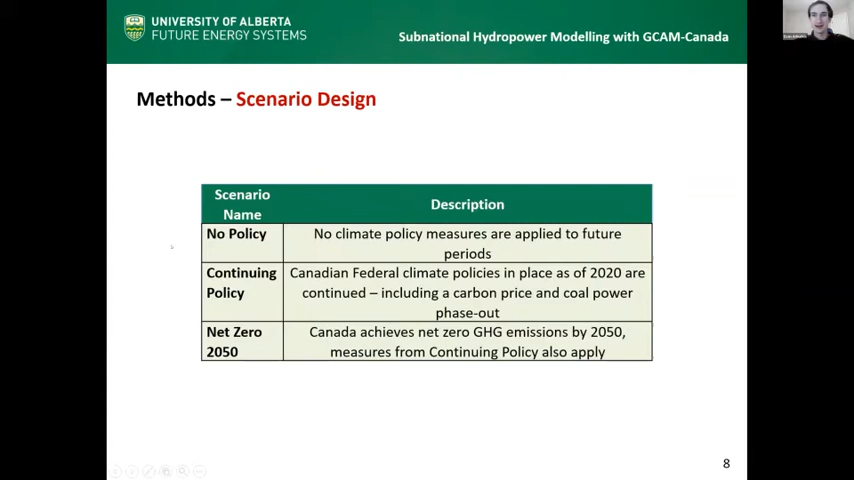 UNIVERSITY OF ALBERTA
FUTURE ENERGY SYSTEMS
Subnational Hydropower Modelling with GCAM-Canada
Methods – Scenario Design
Scenario
Name
Description
No Policy
No climate policy measures are applied to future
periods
Continuing
Policy
Canadian Federal climate policies in place as of 2020 are
continued – including a carbon price and coal power
phase-out
Net Zero
2050
Canada achieves net zero GHG emissions by 2050,
measures from Continuing Policy also apply
8